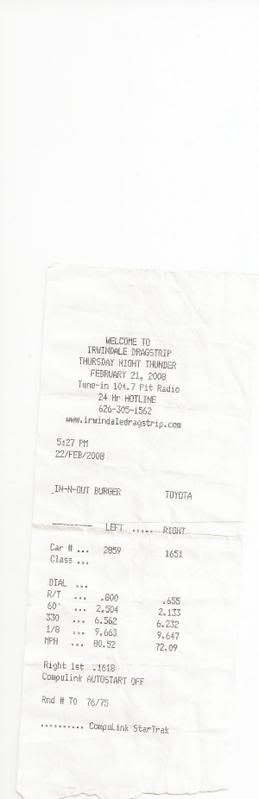 WELCOME TO
IRWINDALE DRAGSTRIP
THURSDAY NIGHT THUNDER
FEBRUARY 21, 2008
Tune-in 104.7 Pit Radio
24 Hr HOTLINE
626-305-1562
www.irwindaledragstrip.com
5:27 PM
22/FEB/2008
IN-N-OUT BURGER TOYOTA
---------- LEFT ..... RIGHT
Car # ... 2859 1651
Class ...
DIAL ...
R/T ... .800 .655
60' ... 2.504 2.133
330 ... 6.562 6.232
1/8 ... 9.663 9.647
MPH ... 80.52 72.09
Right 1st .1618
Compulink AUTOSTART OFF
Rnd # TO 76/75
.......... CompuLink StarTrak